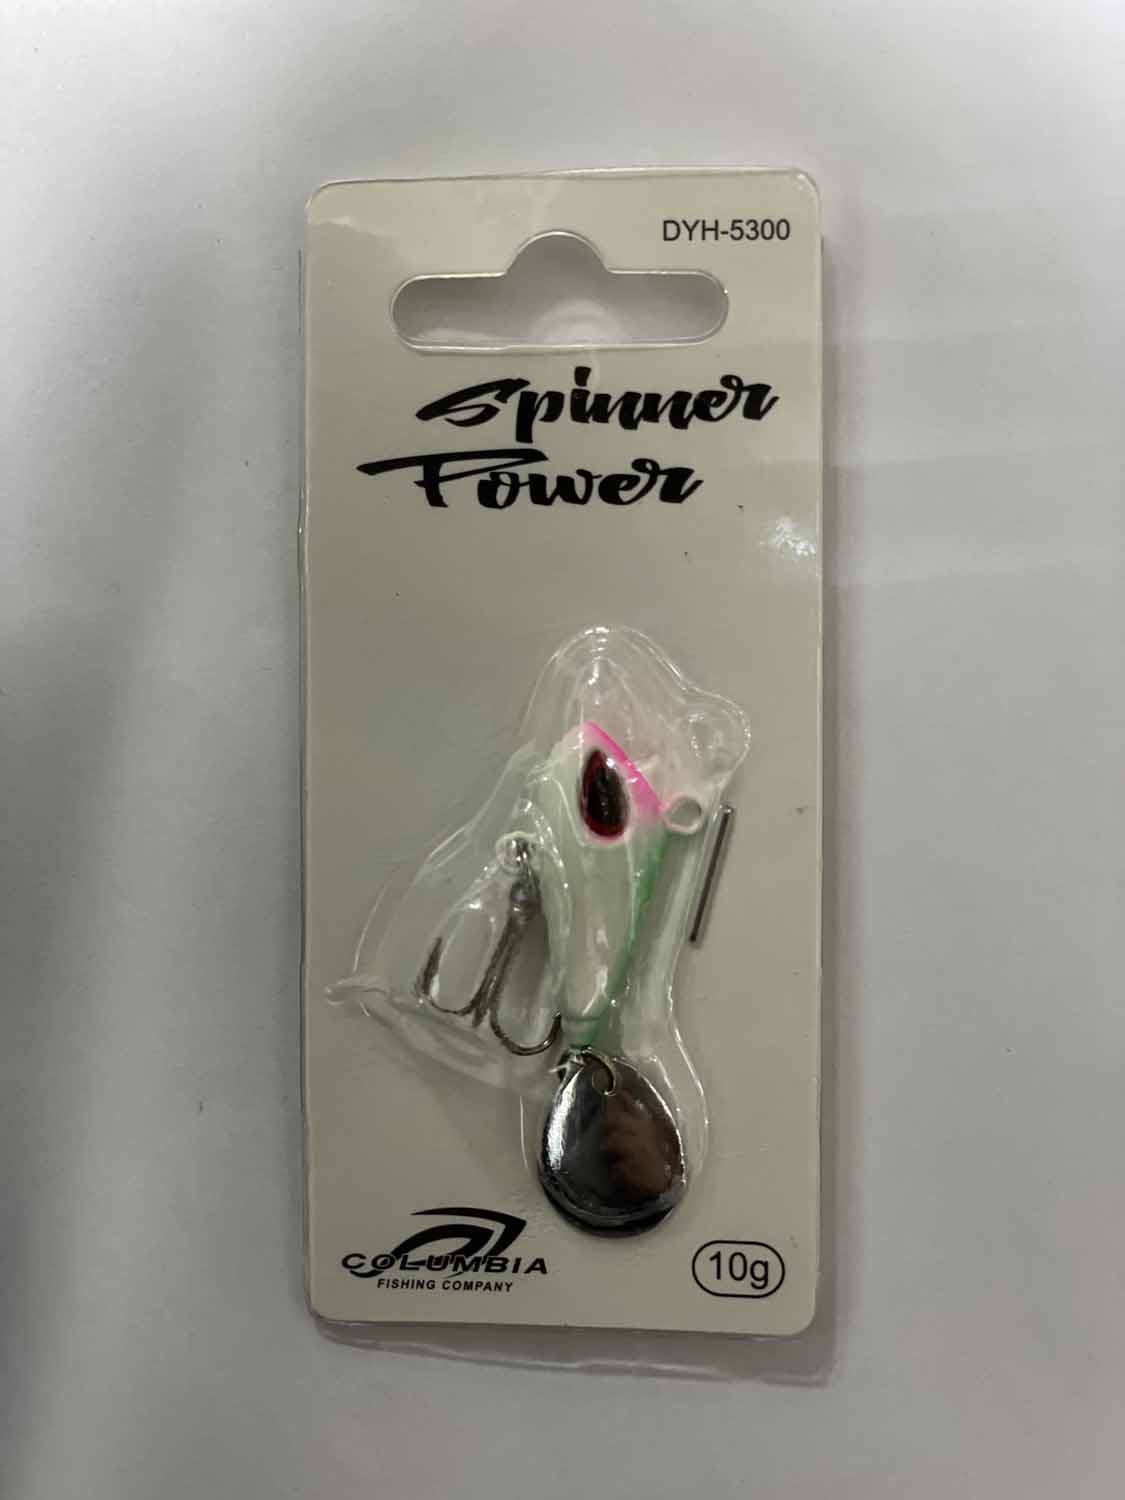 DYH-5300
Spinner
Power
COLUMBIA
FISHING COMPANY
10g